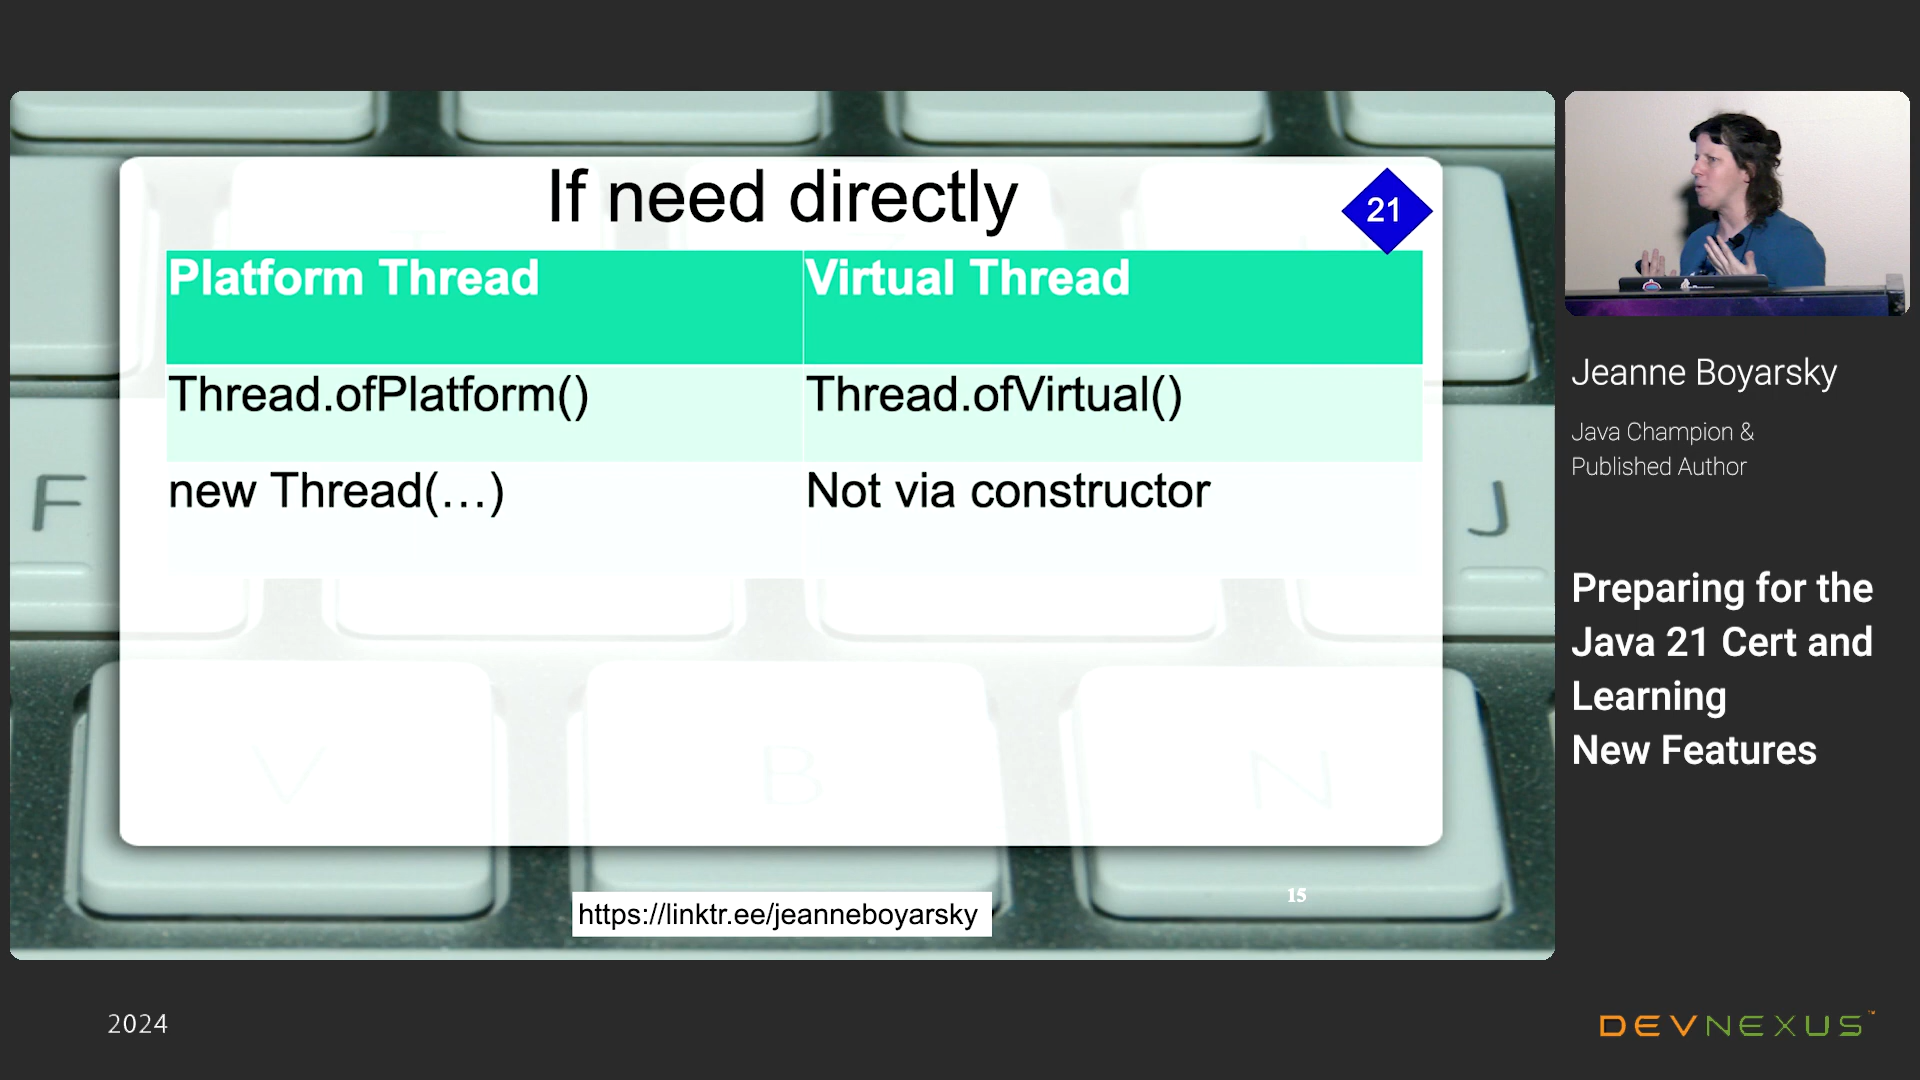 If need directly
21
Platform Thread
Virtual Thread
Thread.ofPlatform()
Thread.ofVirtual()
new Thread(…)
Not via constructor
F
J
V
B
N
15
https://linktr.ee/jeanneboyarsky
Jeanne Boyarsky
Java Champion &
Published Author
Preparing for the
Java 21 Cert and
Learning
New Features
2024
DEVNEXUS™